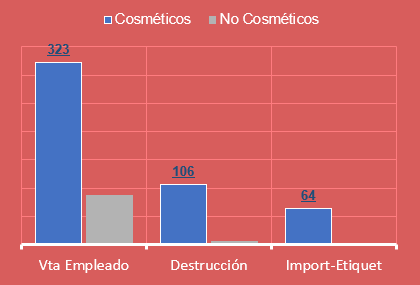 Cosméticos No Cosméticos
323
106
64
Vta Empleado Destrucción Import-Etiquet